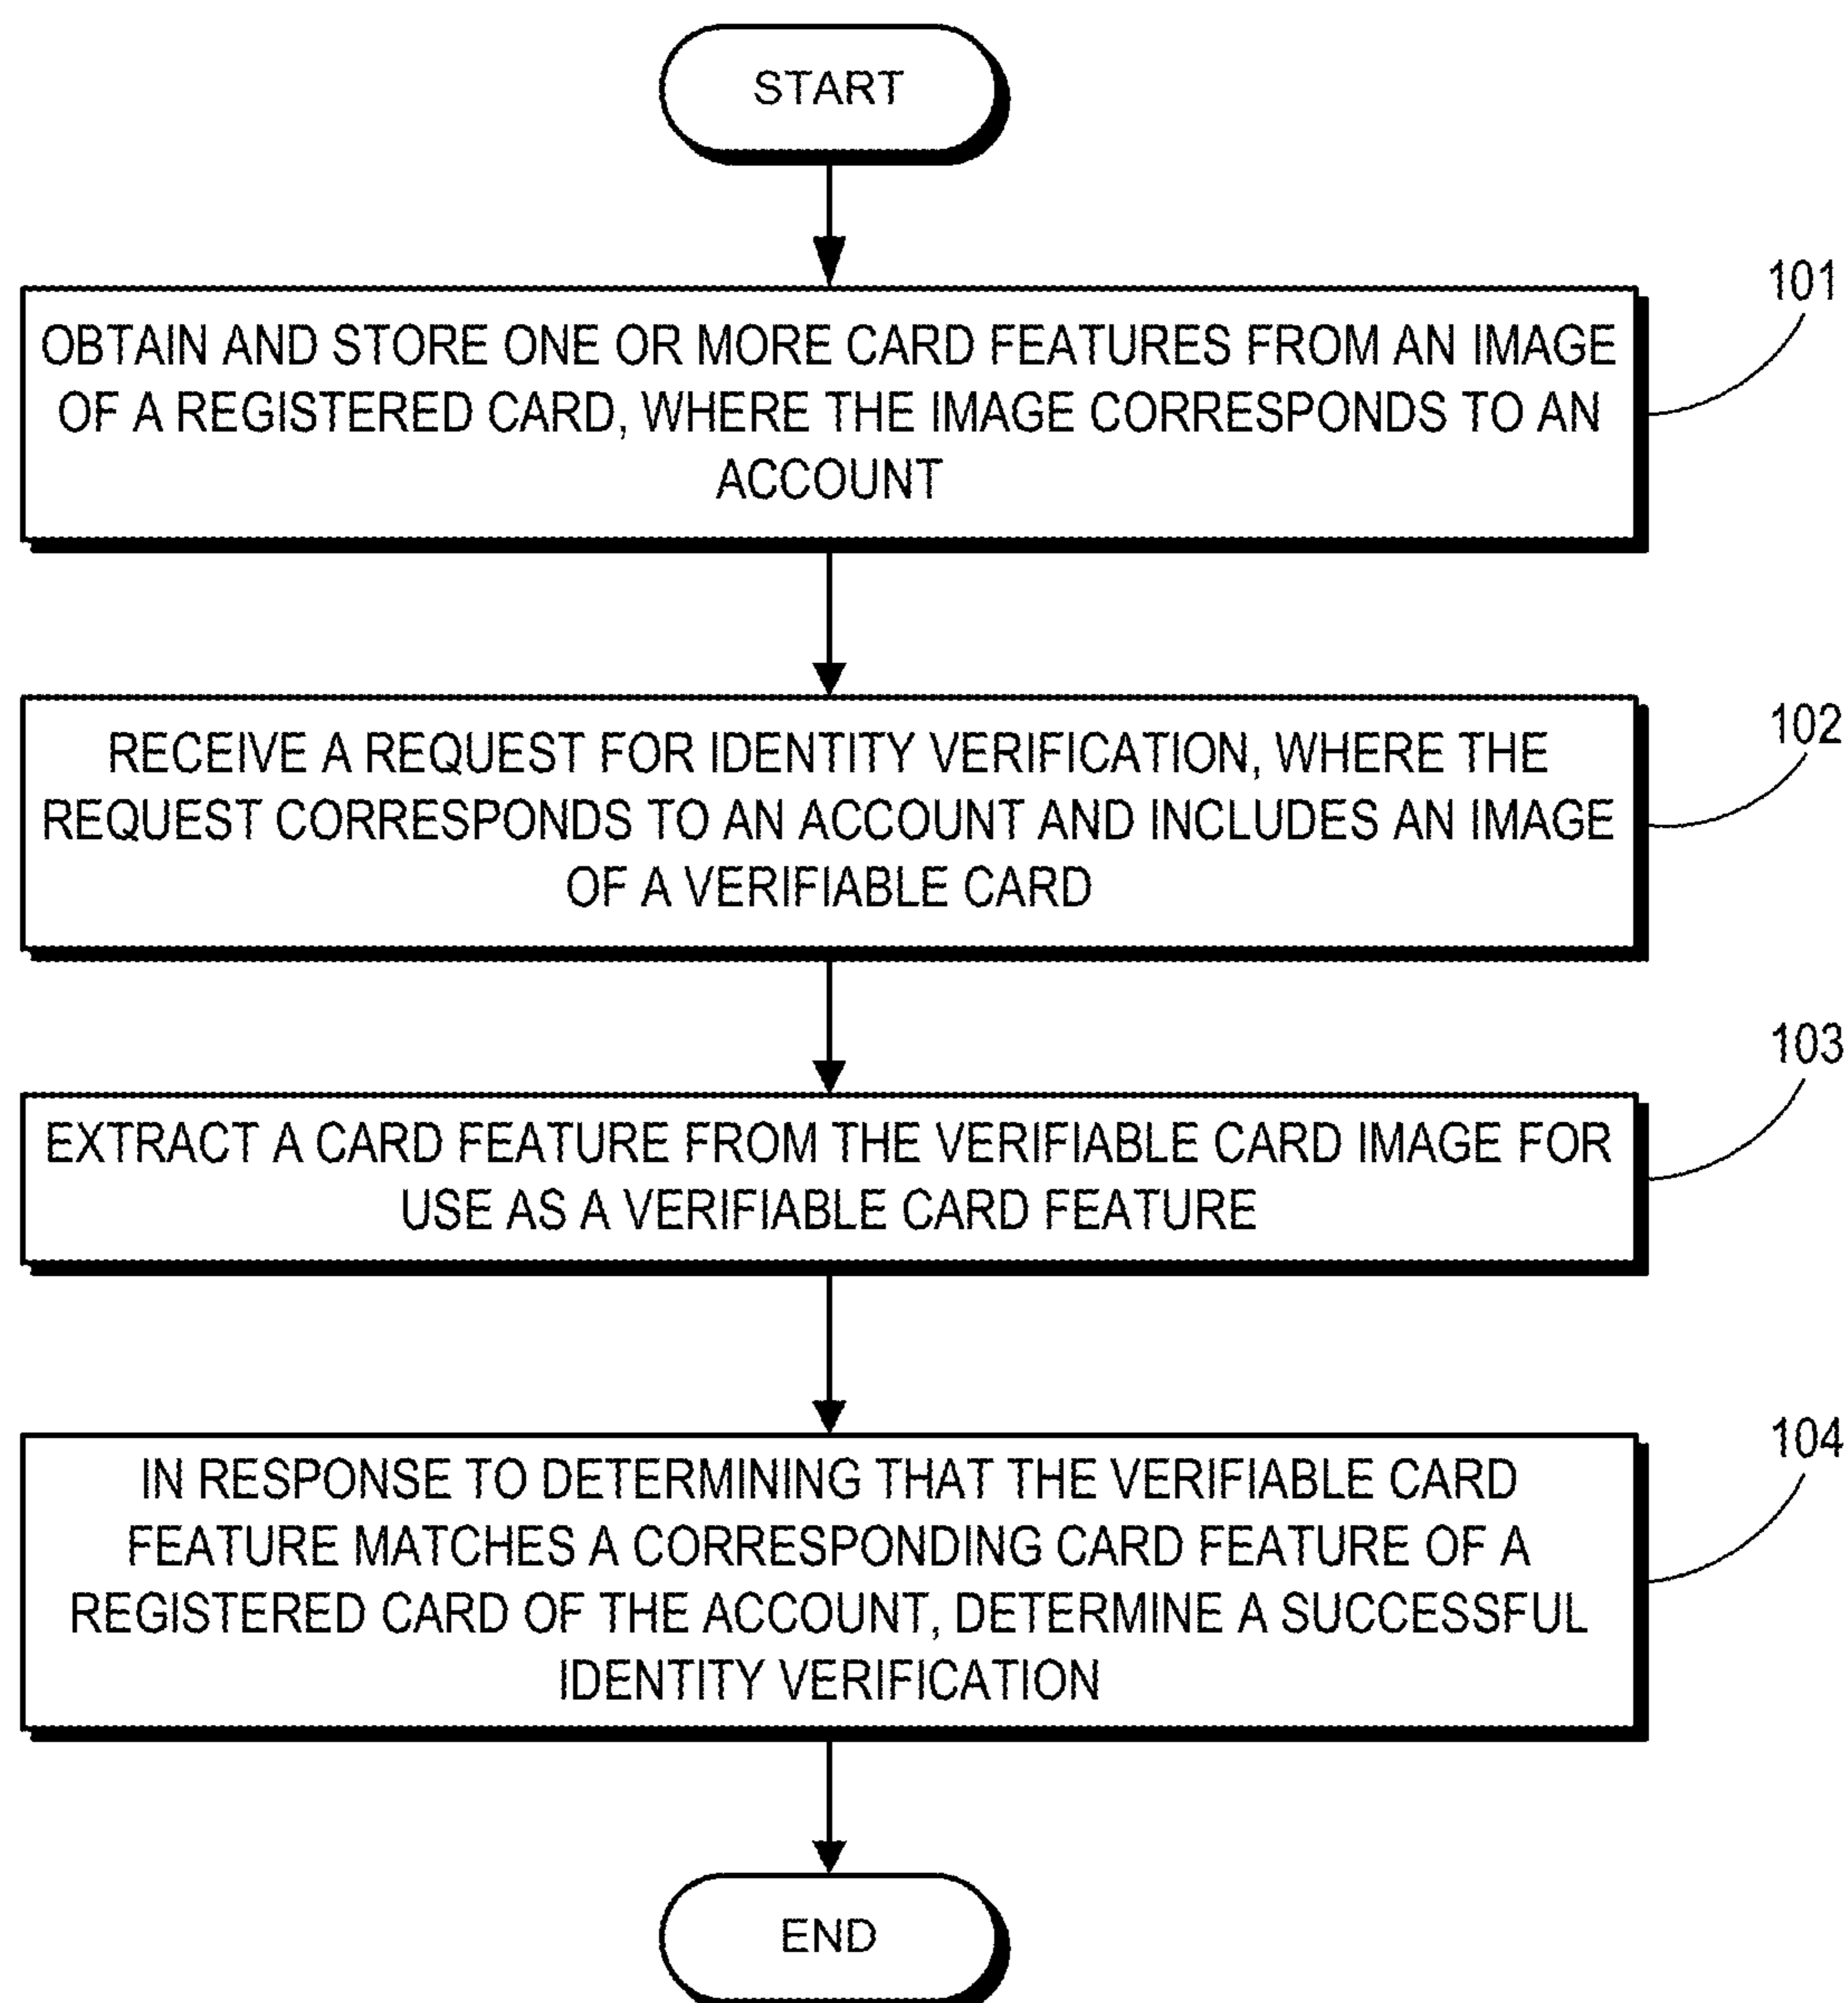 START
101
OBTAIN AND STORE ONE OR MORE CARD FEATURES FROM AN IMAGE
OF A REGISTERED CARD, WHERE THE IMAGE CORRESPONDS TO AN
ACCOUNT
102
RECEIVE A REQUEST FOR IDENTITY VERIFICATION, WHERE THE
REQUEST CORRESPONDS TO AN ACCOUNT AND INCLUDES AN IMAGE
OF A VERIFIABLE CARD
103
EXTRACT A CARD FEATURE FROM THE VERIFIABLE CARD IMAGE FOR
USE AS A VERIFIABLE CARD FEATURE
104
IN RESPONSE TO DETERMINING THAT THE VERIFIABLE CARD
FEATURE MATCHES A CORRESPONDING CARD FEATURE OF A
REGISTERED CARD OF THE ACCOUNT, DETERMINE A SUCCESSFUL
IDENTITY VERIFICATION
END